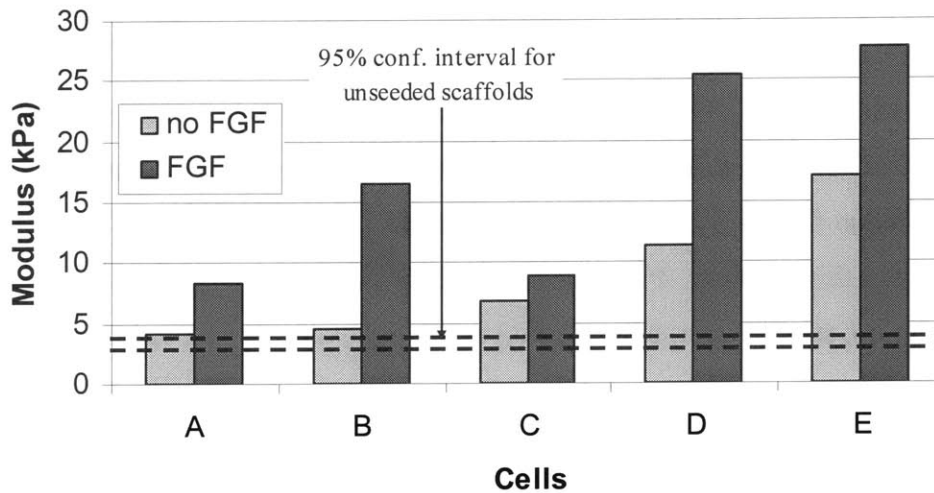 Modulus (kPa)
30
25
20
15
10
5
0
95% conf. interval for
unseeded scaffolds
no FGF
FGF
A B C D E
Cells